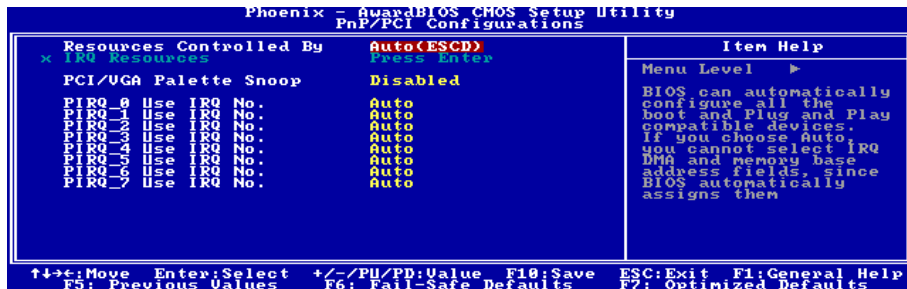 Phoenix - AwardBIOS CMOS Setup Utility
PnP/PCI Configurations
Resources Controlled By Auto(ESCD)
x IRQ Resources Press Enter
PCI/VGA Palette Snoop Disabled
PIRQ_0 Use IRQ No. Auto
PIRQ_1 Use IRQ No. Auto
PIRQ_2 Use IRQ No. Auto
PIRQ_3 Use IRQ No. Auto
PIRQ_4 Use IRQ No. Auto
PIRQ_5 Use IRQ No. Auto
PIRQ_6 Use IRQ No. Auto
PIRQ_7 Use IRQ No. Auto
Item Help
Menu Level ►
BIOS can automatically
configure all the
boot and Plug and Play
compatible devices.
If you choose Auto,
you cannot select IRQ
DMA and memory base
address fields, since
BIOS automatically
assigns them
↑↓→←:Move Enter:Select +/-/PU/PD:Value F10:Save ESC:Exit F1:General Help
F5: Previous Values F6: Fail-Safe Defaults F7: Optimized Defaults